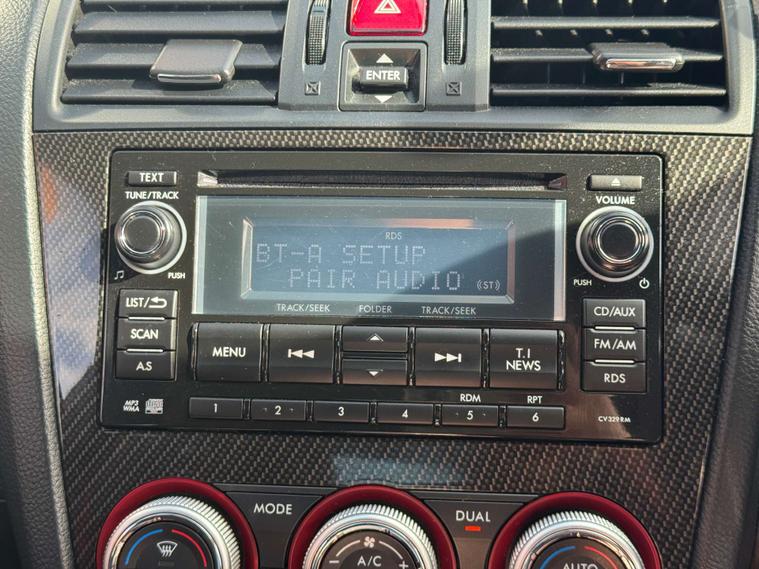 ENTER
TEXT
TUNE/TRACK
PUSH
VOLUME
PUSH
RDS
BT-A SETUP
PAIR AUDIO (ST)
TRACK/SEEK FOLDER TRACK/SEEK
LIST/
SCAN
A.S
MENU
T.I
NEWS
CD/AUX
FM/AM
RDS
MP3
WMA
RDM RPT
1 2 3 4 5 6
CV329RM
MODE
DUAL
A/C
AUTO